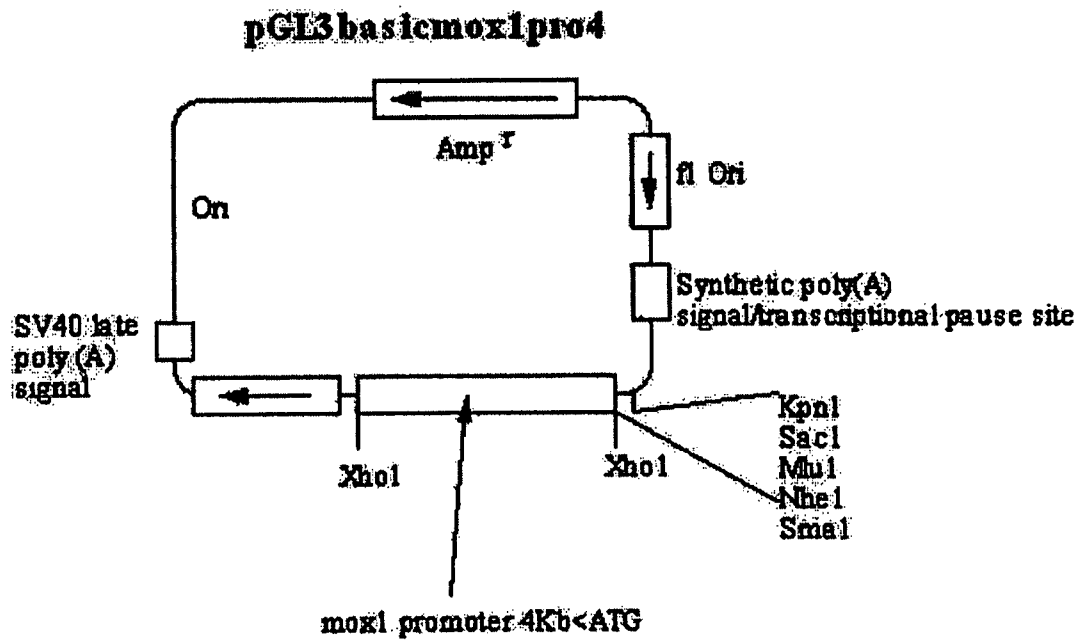 pGL3basicmox1pro4
Amp r
f1 Ori
Ori
Synthetic poly(A)
signal/transcriptional pause site
SV40 late
poly (A)
signal
Kpn1
Sac1
Mlu1
Nhe1
Sma1
Xho1
Xho1
mox1 promoter 4Kb<ATG